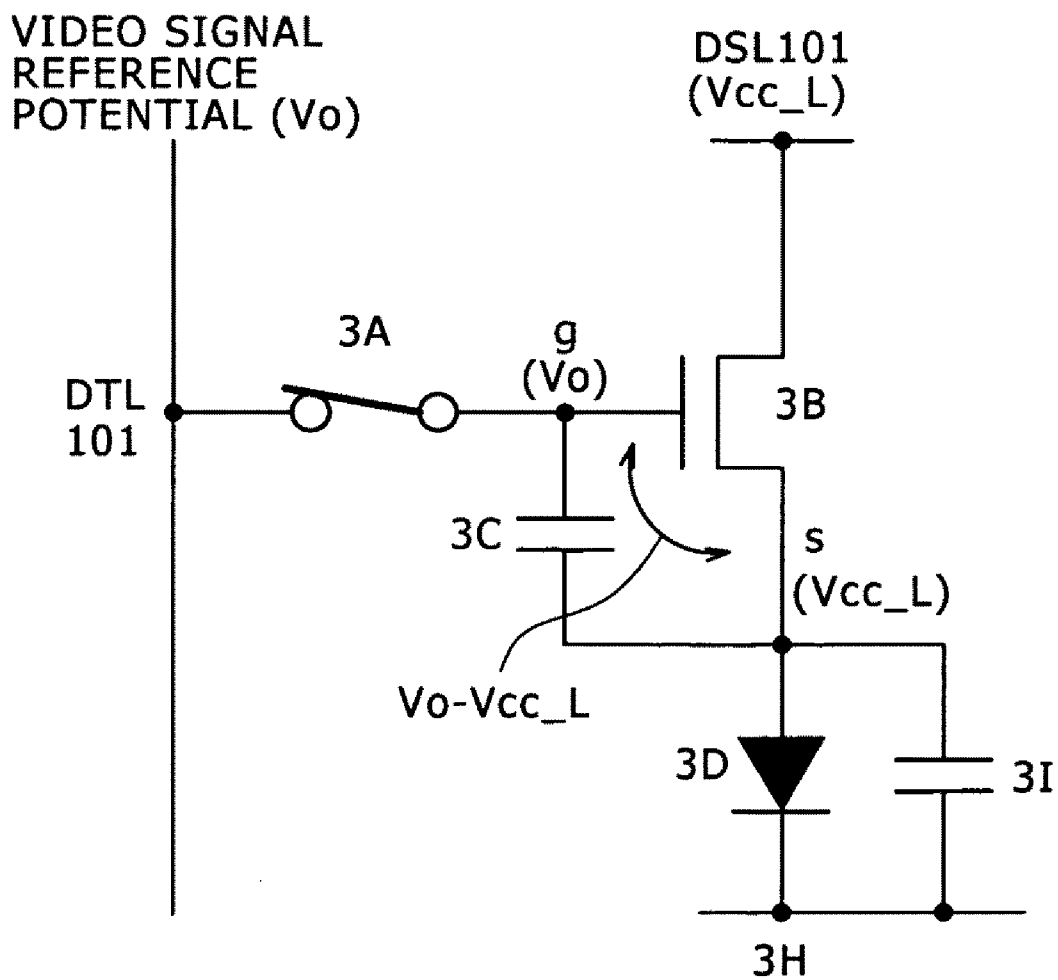 VIDEO SIGNAL
REFERENCE
POTENTIAL (Vo)
DSL101
(Vcc_L)
3A
g
(Vo)
DTL
101
3B
3C
s
(Vcc_L)
Vo-Vcc_L
3D
3I
3H